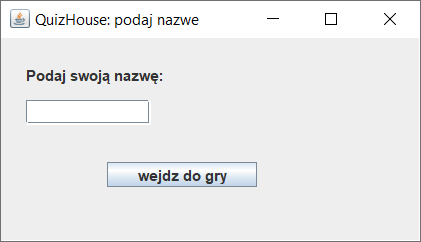 QuizHouse: podaj nazwe
Podaj swoją nazwę:
wejdz do gry